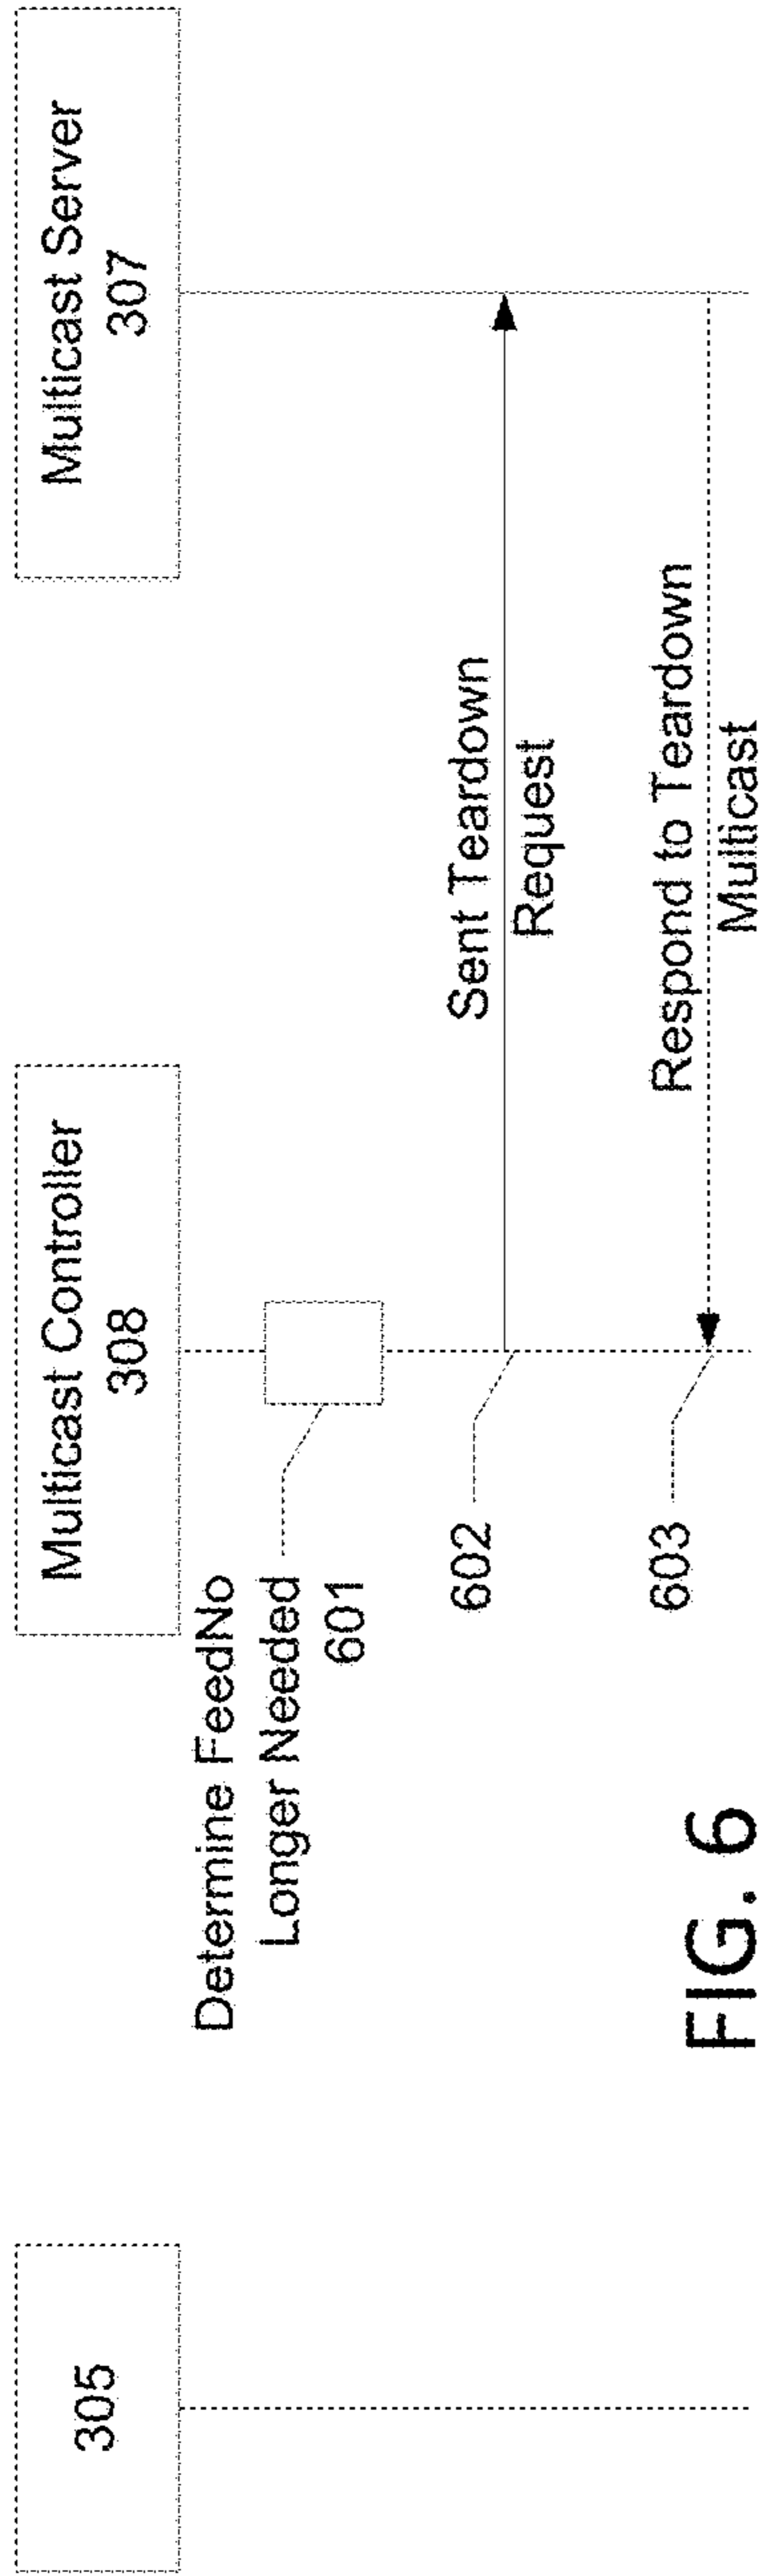 305
Multicast Controller
308
Multicast Server
307
Determine FeedNo
Longer Needed
601
602
Sent Teardown
Request
603
Respond to Teardown
Multicast
FIG. 6